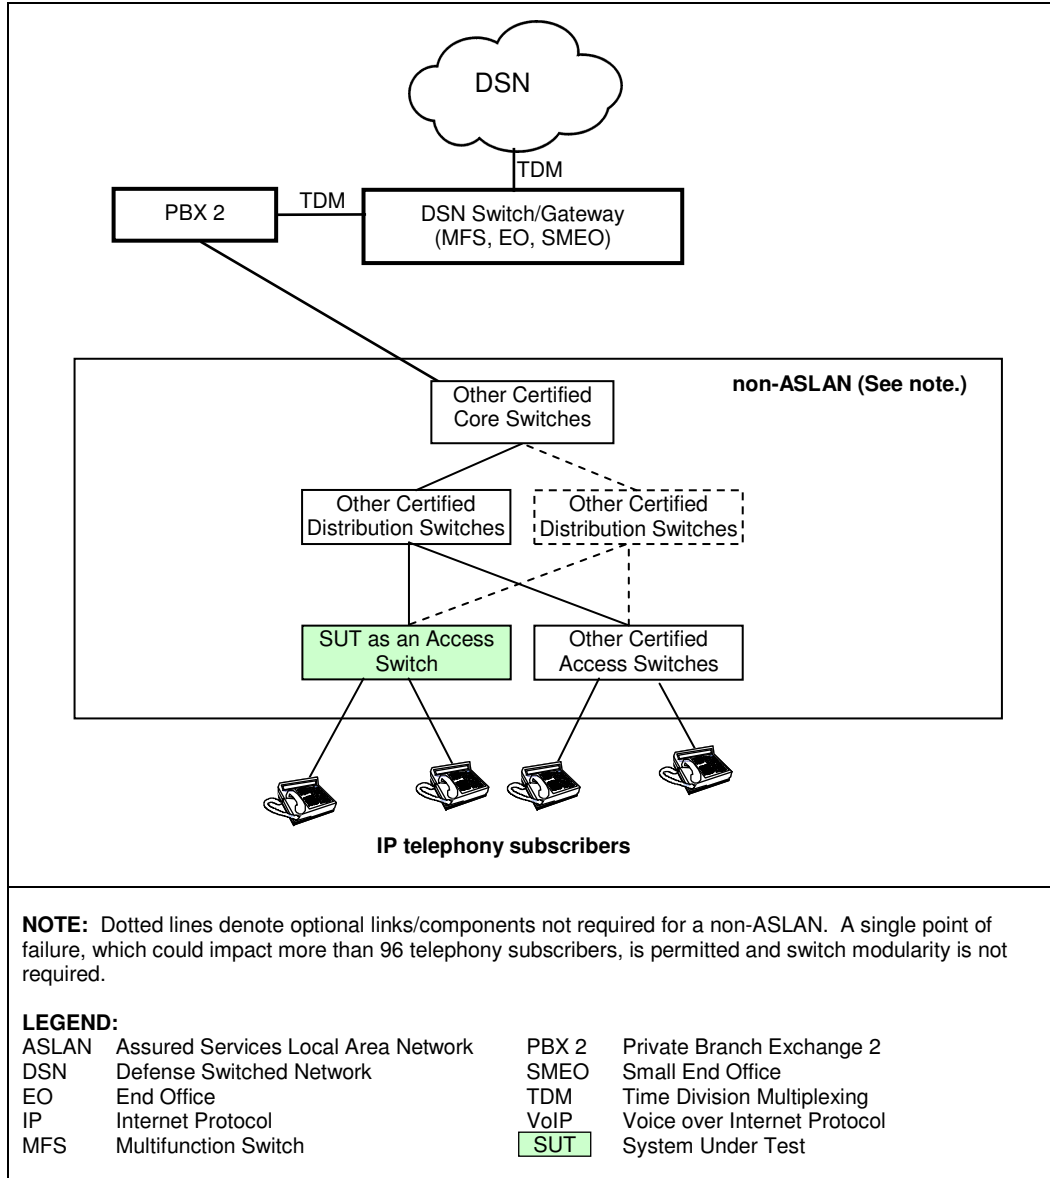 DSN
TDM
PBX 2
TDM
DSN Switch/Gateway
(MFS, EO, SMEO)
non-ASLAN (See note.)
Other Certified
Core Switches
Other Certified
Distribution Switches
Other Certified
Distribution Switches
SUT as an Access
Switch
Other Certified
Access Switches
IP telephony subscribers
NOTE: Dotted lines denote optional links/components not required for a non-ASLAN. A single point of
failure, which could impact more than 96 telephony subscribers, is permitted and switch modularity is not
required.
LEGEND:
ASLAN Assured Services Local Area Network
DSN Defense Switched Network
EO End Office
IP Internet Protocol
MFS Multifunction Switch
PBX 2 Private Branch Exchange 2
SMEO Small End Office
TDM Time Division Multiplexing
VoIP Voice over Internet Protocol
SUT System Under Test